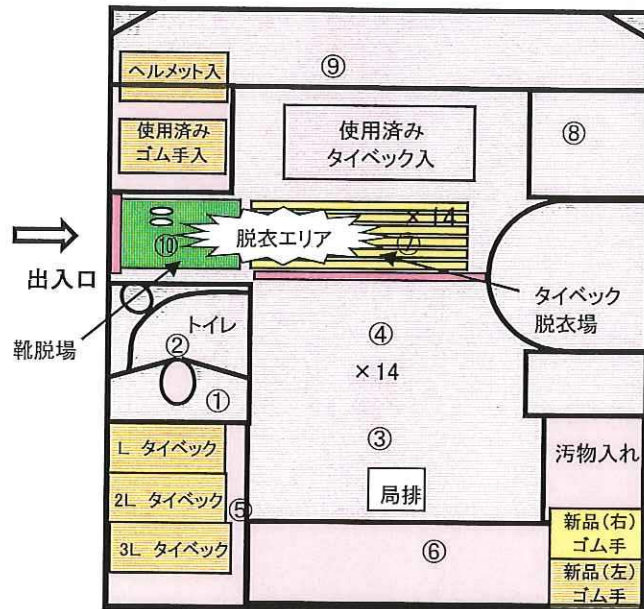 ⑨
ヘルメット入
使用済み
ゴム手入
使用済み
タイベック入
⑧
×14
脱衣エリア
⑩
⑦
出入口
タイベック
脱衣場
靴脱場
トイレ
②
①
④
×14
③
局排
L タイベック
2L タイベック
3L タイベック
⑤
⑥
汚物入れ
新品(右)
ゴム手
新品(左)
ゴム手